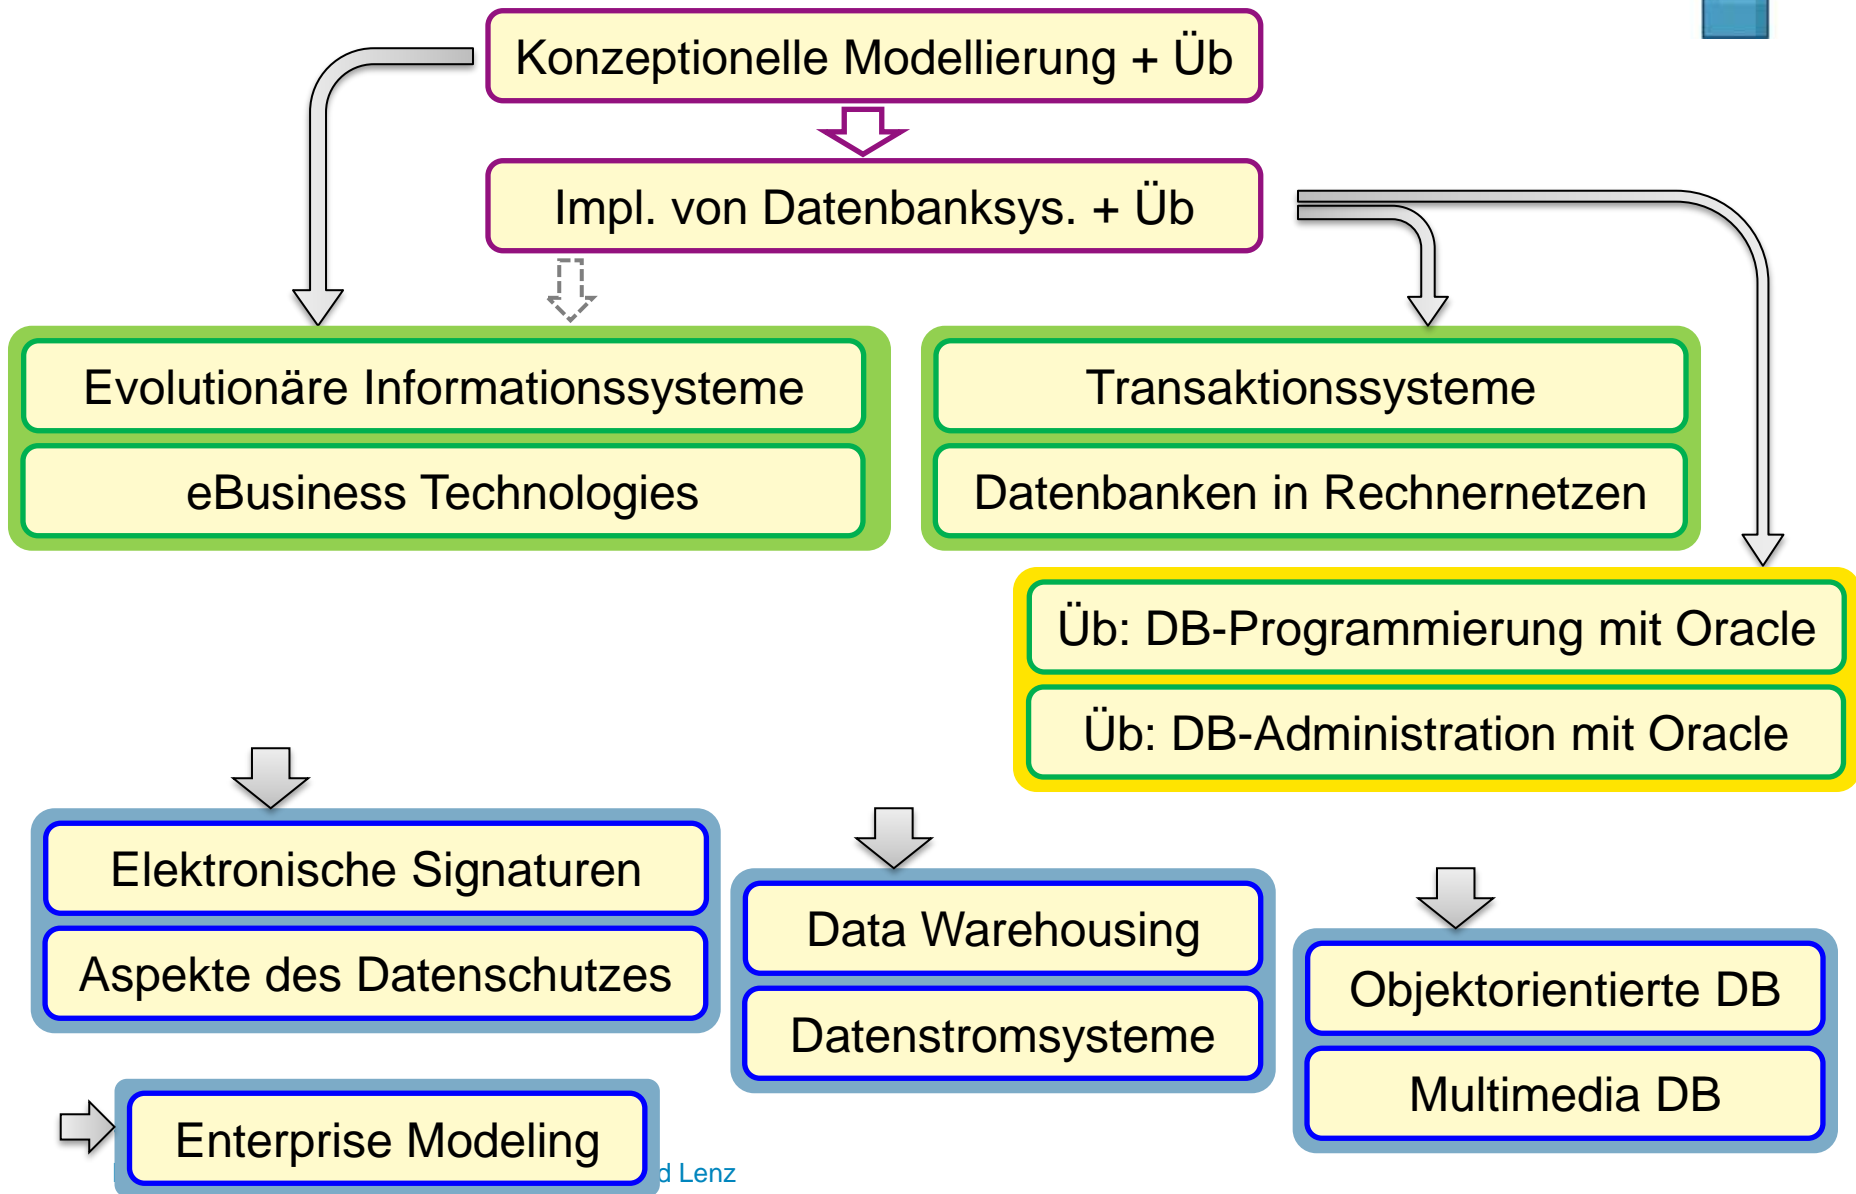 Konzeptionelle Modellierung + Üb
Impl. von Datenbanksys. + Üb
Evolutionäre Informationssysteme
eBusiness Technologies
Transaktionssysteme
Datenbanken in Rechnernetzen
Üb: DB-Programmierung mit Oracle
Üb: DB-Administration mit Oracle
Elektronische Signaturen
Aspekte des Datenschutzes
Data Warehousing
Datenstromsysteme
Objektorientierte DB
Multimedia DB
Enterprise Modeling
Lenz